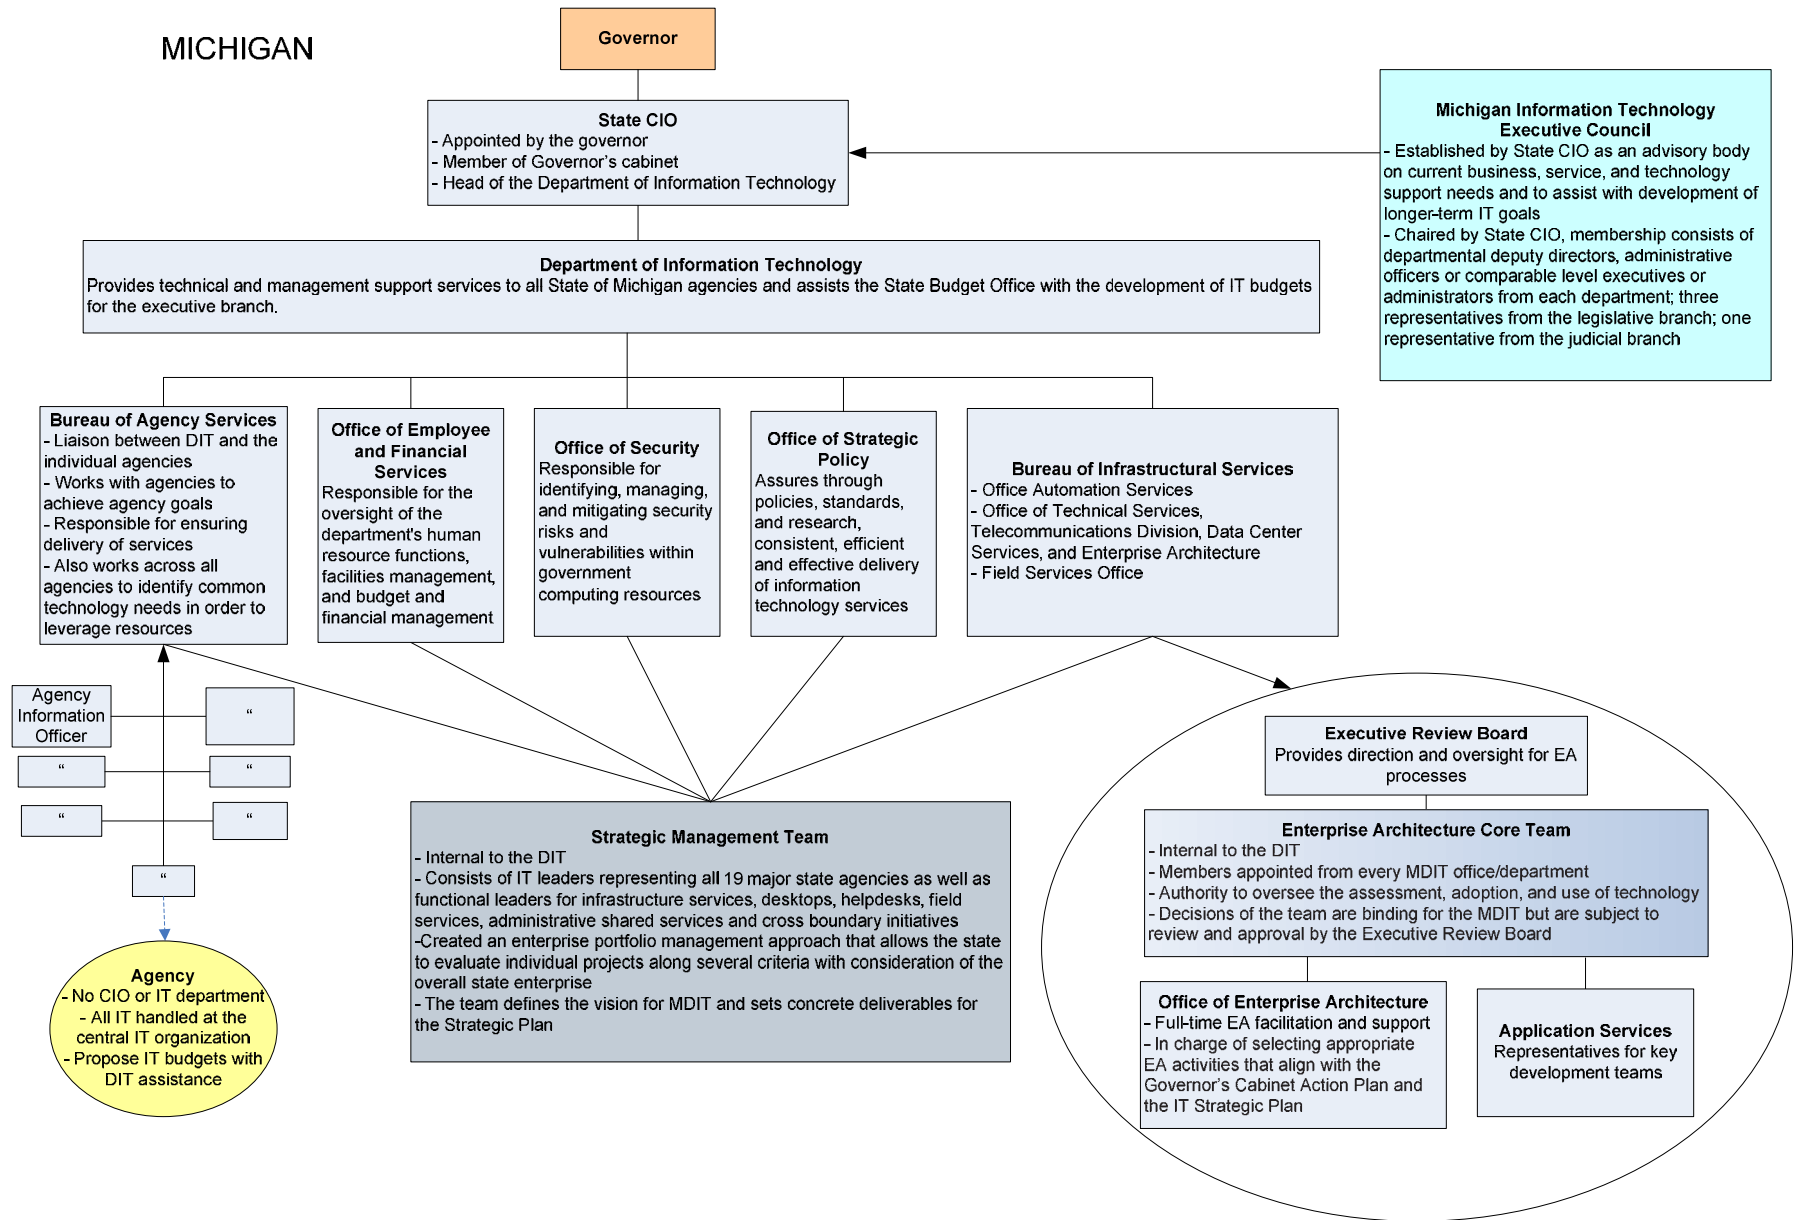 MICHIGAN
Governor
State CIO
- Appointed by the governor
- Member of Governor's cabinet
- Head of the Department of Information Technology
Michigan Information Technology
Executive Council
- Established by State CIO as an advisory body
on current business, service, and technology
support needs and to assist with development of
longer-term IT goals
- Chaired by State CIO, membership consists of
departmental deputy directors, administrative
officers or comparable level executives or
administrators from each department; three
representatives from the legislative branch; one
representative from the judicial branch
Department of Information Technology
Provides technical and management support services to all State of Michigan agencies and assists the State Budget Office with the development of IT budgets
for the executive branch.
Bureau of Agency Services
- Liaison between DIT and the
individual agencies
- Works with agencies to
achieve agency goals
- Responsible for ensuring
delivery of services
- Also works across all
agencies to identify common
technology needs in order to
leverage resources
Office of Employee
and Financial
Services
Responsible for the
oversight of the
department's human
resource functions,
facilities management,
and budget and
financial management
Office of Security
Responsible for
identifying, managing,
and mitigating security
risks and
vulnerabilities within
government
computing resources
Office of Strategic
Policy
Assures through
policies, standards,
and research,
consistent, efficient
and effective delivery
of information
technology services
Bureau of Infrastructural Services
- Office Automation Services
- Office of Technical Services,
Telecommunications Division, Data Center
Services, and Enterprise Architecture
- Field Services Office
Agency
Information
Officer
“
“
“
“
“
“
Agency
- No CIO or IT department
- All IT handled at the
central IT organization
- Propose IT budgets with
DIT assistance
Strategic Management Team
- Internal to the DIT
- Consists of IT leaders representing all 19 major state agencies as well as
functional leaders for infrastructure services, desktops, helpdesks, field
services, administrative shared services and cross boundary initiatives
-Created an enterprise portfolio management approach that allows the state
to evaluate individual projects along several criteria with consideration of the
overall state enterprise
- The team defines the vision for MDIT and sets concrete deliverables for
the Strategic Plan
Executive Review Board
Provides direction and oversight for EA
processes
Enterprise Architecture Core Team
- Internal to the DIT
- Members appointed from every MDIT office/department
- Authority to oversee the assessment, adoption, and use of technology
- Decisions of the team are binding for the MDIT but are subject to
review and approval by the Executive Review Board
Office of Enterprise Architecture
- Full-time EA facilitation and support
- In charge of selecting appropriate
EA activities that align with the
Governor's Cabinet Action Plan and
the IT Strategic Plan
Application Services
Representatives for key
development teams